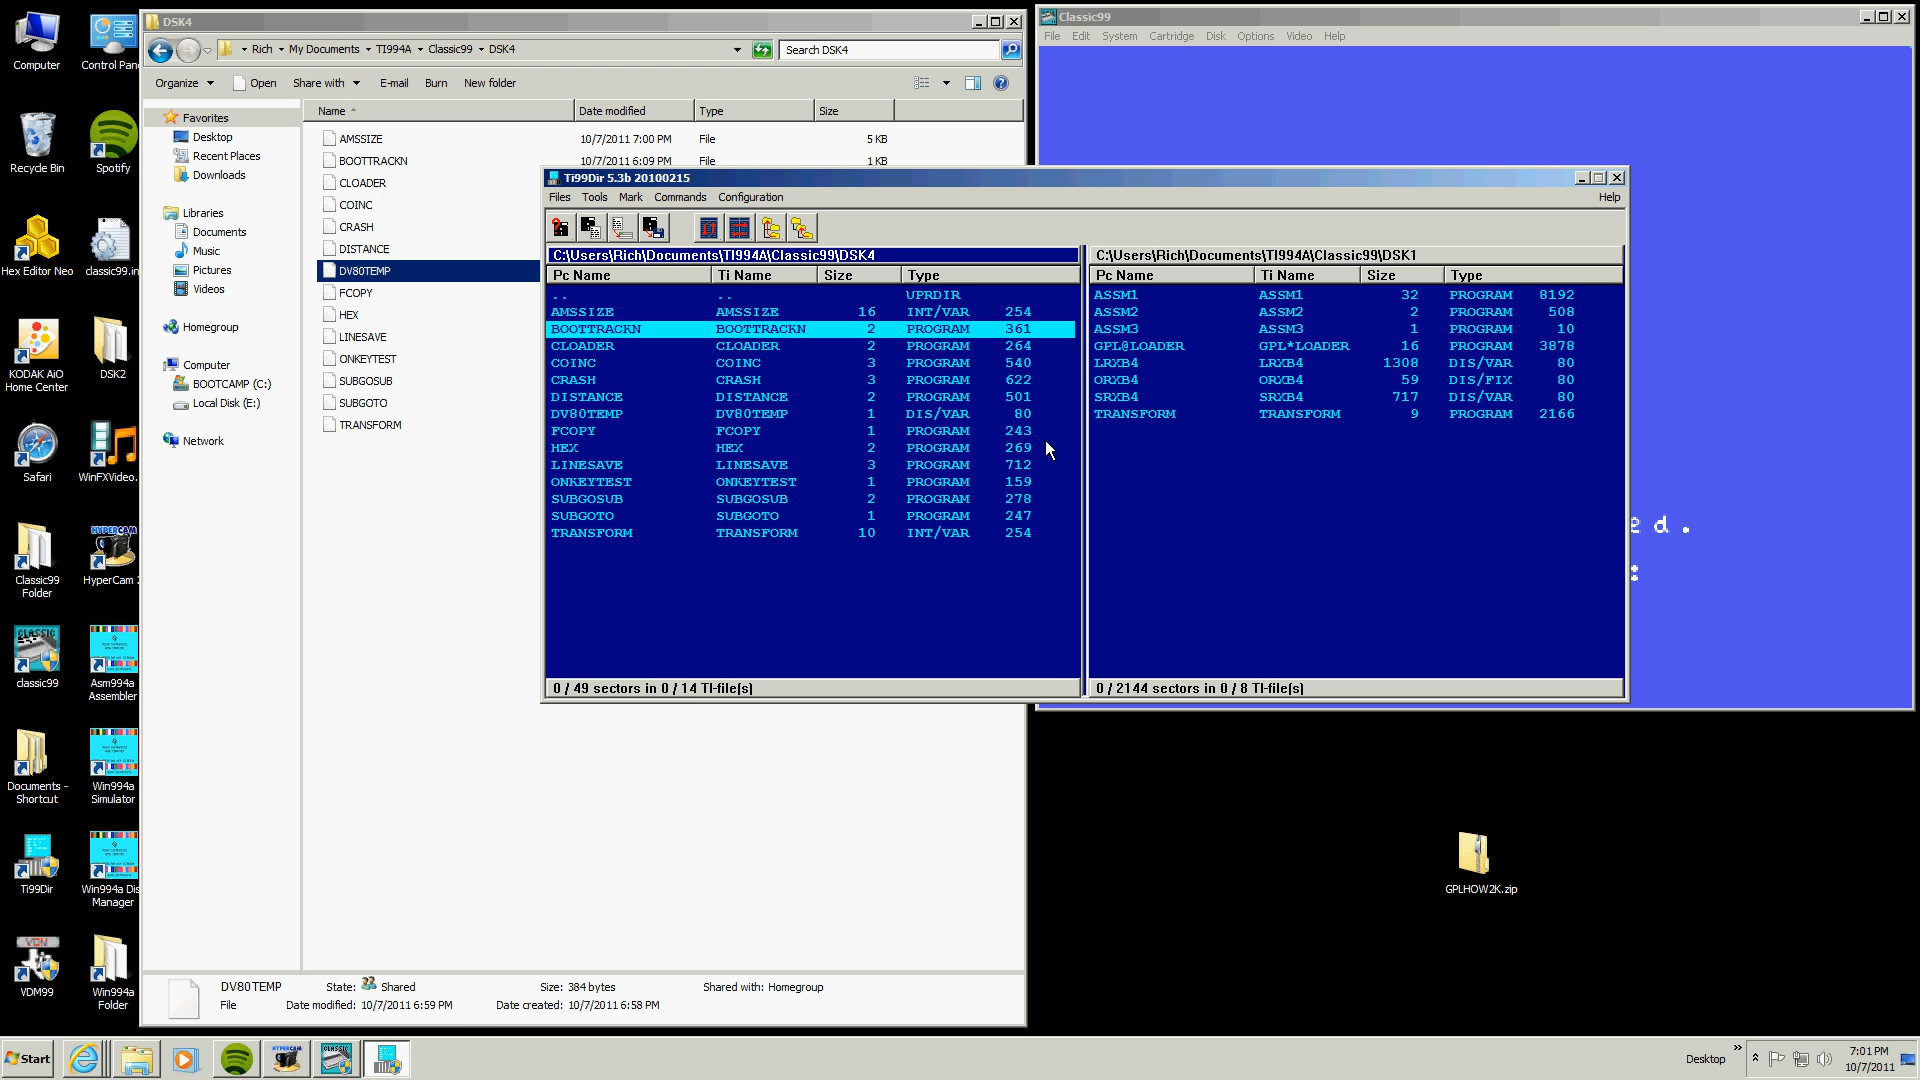 Computer
Control Pan
Recycle Bin
Spotify
Hex Editor Neo
classic99.in
KODAK AiO
Home Center
DSK2
Safari
WinFXVideo.
Classic99
Folder
HyperCam 2
classic99
Asm994a
Assembler
Documents -
Shortcut
Win994a
Simulator
Ti99Dir
Win994a Dis
Manager
VDM99
Win994a
Folder
DSK4
Rich
My Documents
TI994A
Classic99
DSK4
Search DSK4
Organize Open Share with E-mail Burn New folder
Favorites
Desktop
Recent Places
Downloads
Libraries
Documents
Music
Pictures
Videos
Homegroup
Computer
BOOTCAMP (C:)
Local Disk (E:)
Network
Name Date modified Type Size
AMSSIZE 10/7/2011 7:00 PM File 5 KB
BOOTTRACKN 10/7/2011 6:09 PM File 1 KB
CLOADER
COINC
CRASH
DISTANCE
DV80TEMP
FCOPY
HEX
LINESAVE
ONKEYTEST
SUBGOSUB
SUBGOTO
TRANSFORM
DV80TEMP State: Shared Size: 384 bytes Shared with: Homegroup
File Date modified: 10/7/2011 6:59 PM Date created: 10/7/2011 6:58 PM
Classic99
File Edit System Cartridge Disk Options Video Help
e d .
:
Ti99Dir 5.3b 20100215
Files Tools Mark Commands Configuration Help
C:\Users\Rich\Documents\TI994A\Classic99\DSK4
Pc Name Ti Name Size Type
.. .. UPRDIR
AMSSIZE AMSSIZE 16 INT/VAR 254
BOOTTRACKN BOOTTRACKN 2 PROGRAM 361
CLOADER CLOADER 2 PROGRAM 264
COINC COINC 3 PROGRAM 540
CRASH CRASH 3 PROGRAM 622
DISTANCE DISTANCE 2 PROGRAM 501
DV80TEMP DV80TEMP 1 DIS/VAR 80
FCOPY FCOPY 1 PROGRAM 243
HEX HEX 2 PROGRAM 269
LINESAVE LINESAVE 3 PROGRAM 712
ONKEYTEST ONKEYTEST 1 PROGRAM 159
SUBGOSUB SUBGOSUB 2 PROGRAM 278
SUBGOTO SUBGOTO 1 PROGRAM 247
TRANSFORM TRANSFORM 10 INT/VAR 254
0 / 49 sectors in 0 / 14 TI-file(s)
C:\Users\Rich\Documents\TI994A\Classic99\DSK1
Pc Name Ti Name Size Type
ASSM1 ASSM1 32 PROGRAM 8192
ASSM2 ASSM2 2 PROGRAM 508
ASSM3 ASSM3 1 PROGRAM 10
GPL@LOADER GPL*LOADER 16 PROGRAM 3878
LRXB4 LRXB4 1308 DIS/VAR 80
ORXB4 ORXB4 59 DIS/FIX 80
SRXB4 SRXB4 717 DIS/VAR 80
TRANSFORM TRANSFORM 9 PROGRAM 2166
0 / 2144 sectors in 0 / 8 TI-file(s)
GPLHOW2K.zip
Start
Desktop
7:01 PM
10/7/2011